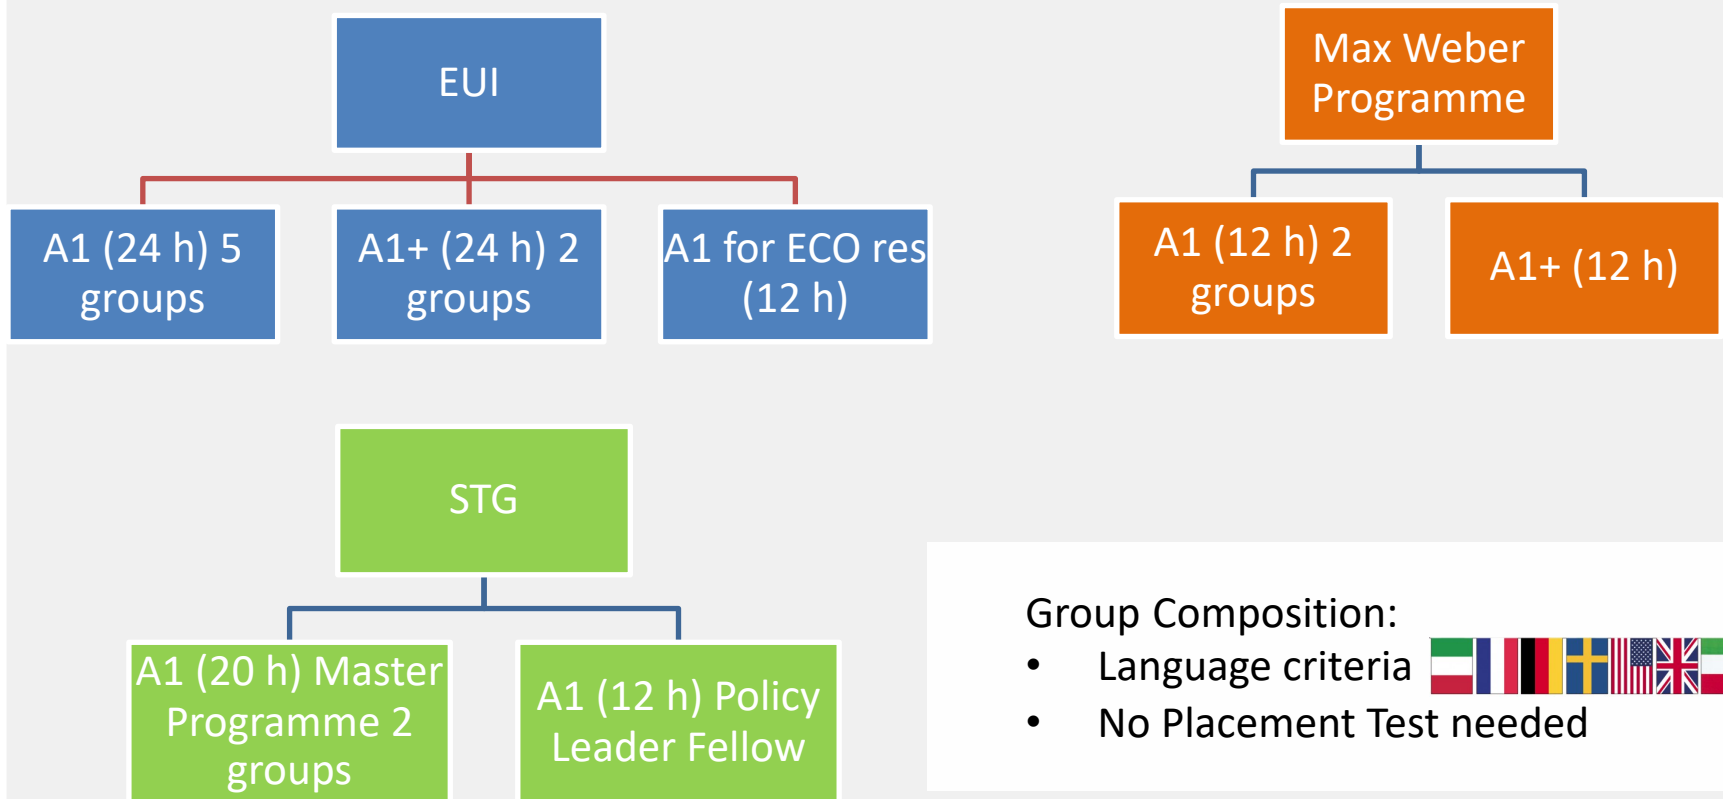 EUI
A1 (24 h) 5
groups
A1+ (24 h) 2
groups
A1 for ECO res
(12 h)
Max Weber
Programme
A1 (12 h) 2
groups
A1+ (12 h)
STG
A1 (20 h) Master
Programme 2
groups
A1 (12 h) Policy
Leader Fellow
Group Composition:
• Language criteria
• No Placement Test needed